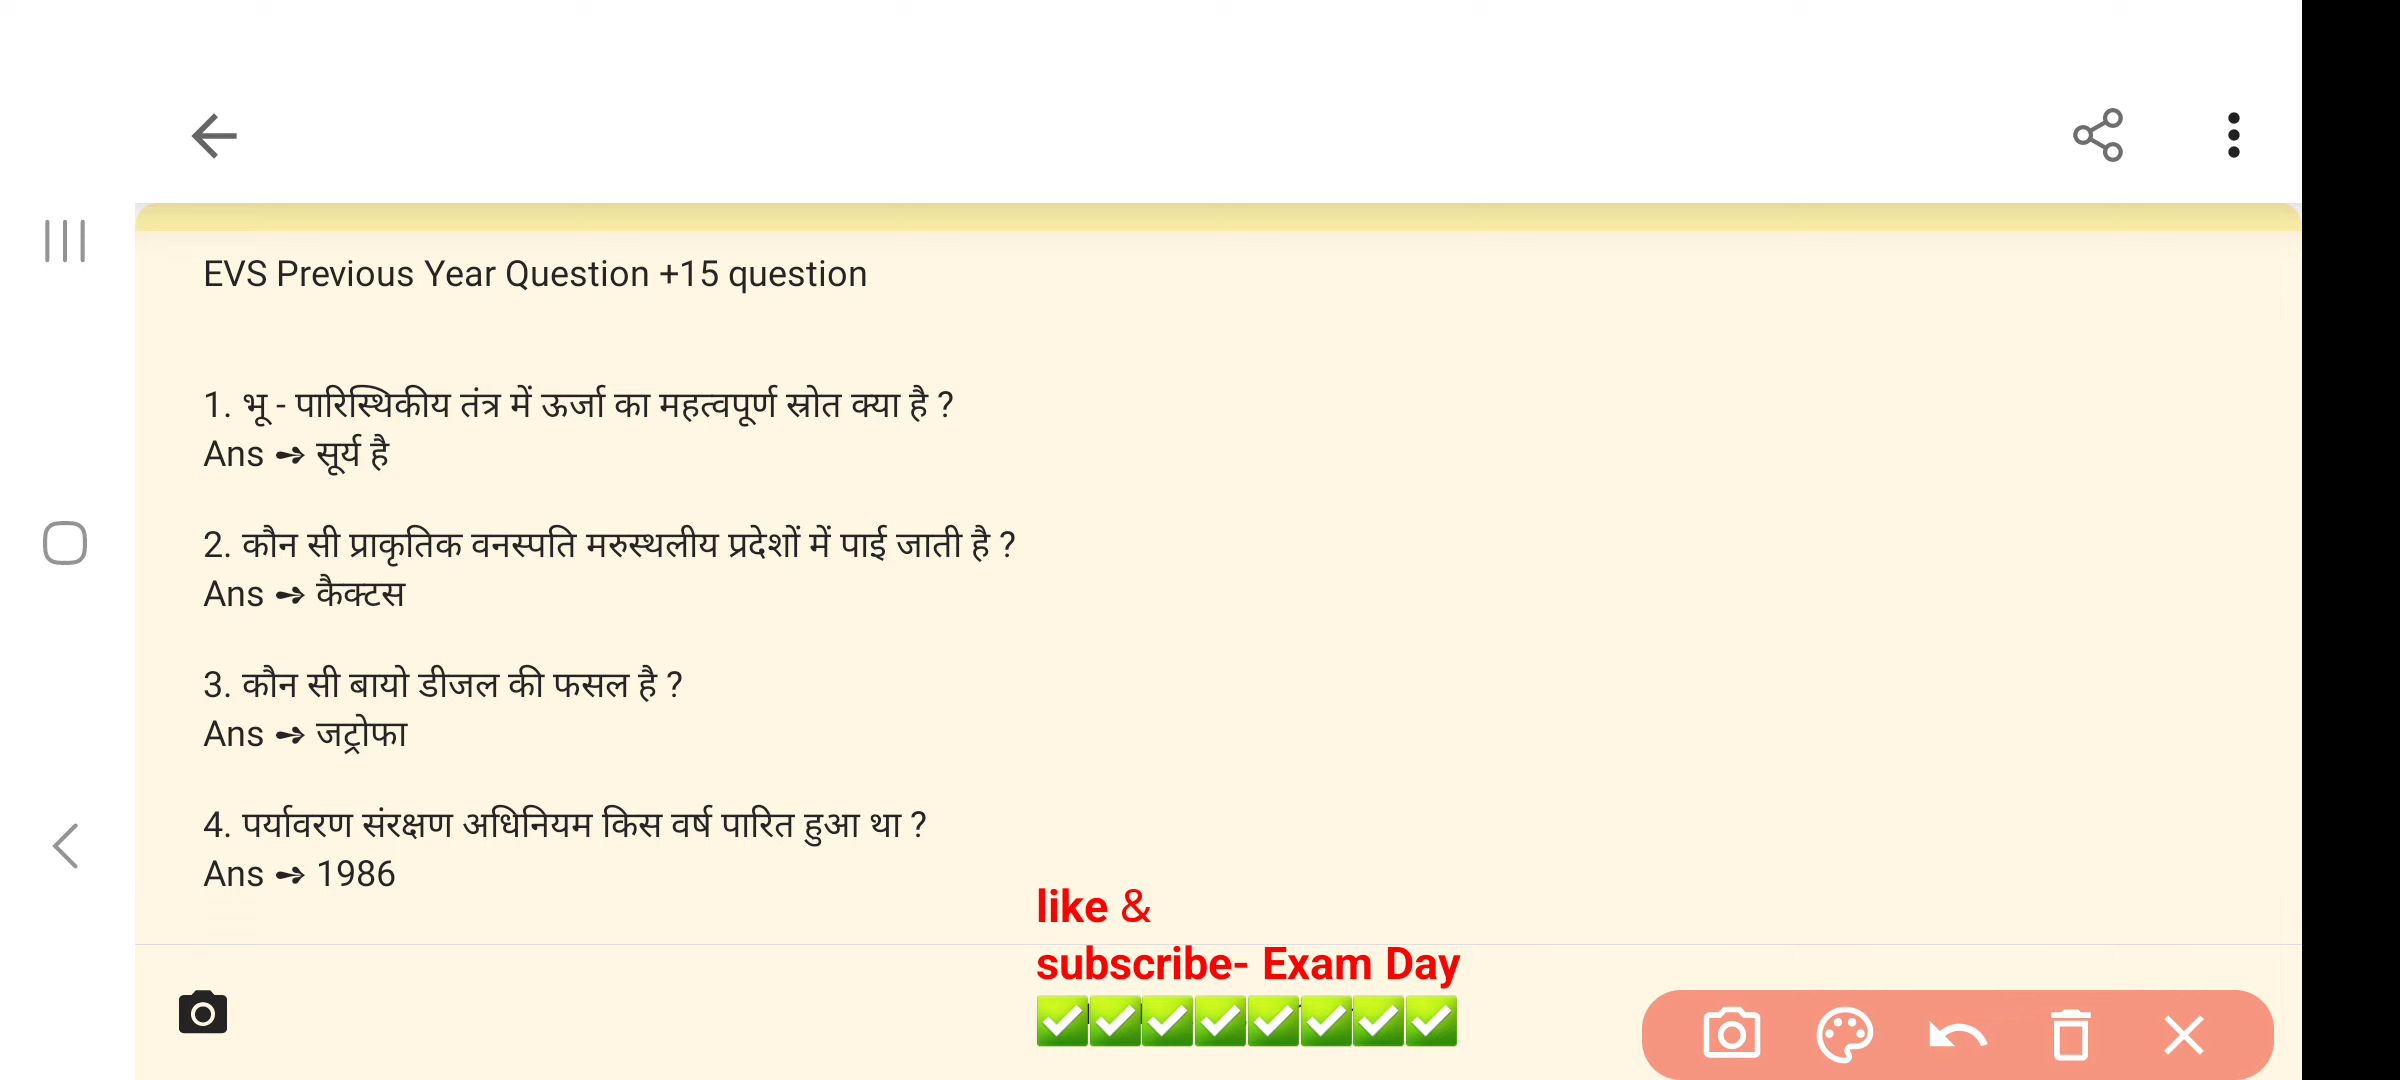 EVS Previous Year Question +15 question
1. भू - पारिस्थिकीय तंत्र में ऊर्जा का महत्वपूर्ण स्रोत क्या है ?
Ans ➺ सूर्य है
2. कौन सी प्राकृतिक वनस्पति मरुस्थलीय प्रदेशों में पाई जाती है ?
Ans ➺ कैक्टस
3. कौन सी बायो डीजल की फसल है ?
Ans ➺ जट्रोफा
4. पर्यावरण संरक्षण अधिनियम किस वर्ष पारित हुआ था ?
Ans ➺ 1986
like &
subscribe- Exam Day
✅✅✅✅✅✅✅✅